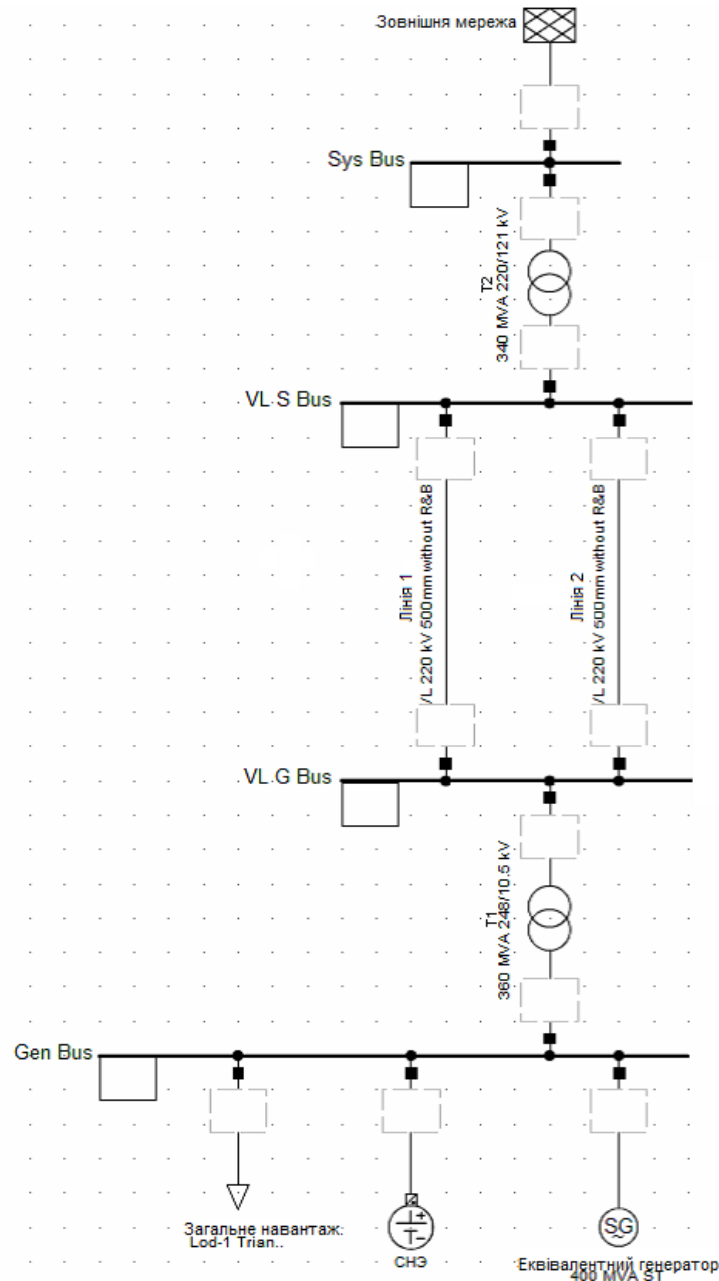 Зовнішня мережа
Sys Bus
T2
340 MVA 220/121 kV
VL S Bus
Лінія 1
VL 220 kV 500mm without R&B
Лінія 2
VL 220 kV 500mm without R&B
VL G Bus
T1
360 MVA 248/10.5 kV
Gen Bus
Загальне навантаж:
Lod-1 Trian..
СНЭ
SG
~
Еквівалентний генератор
400 MVA ST